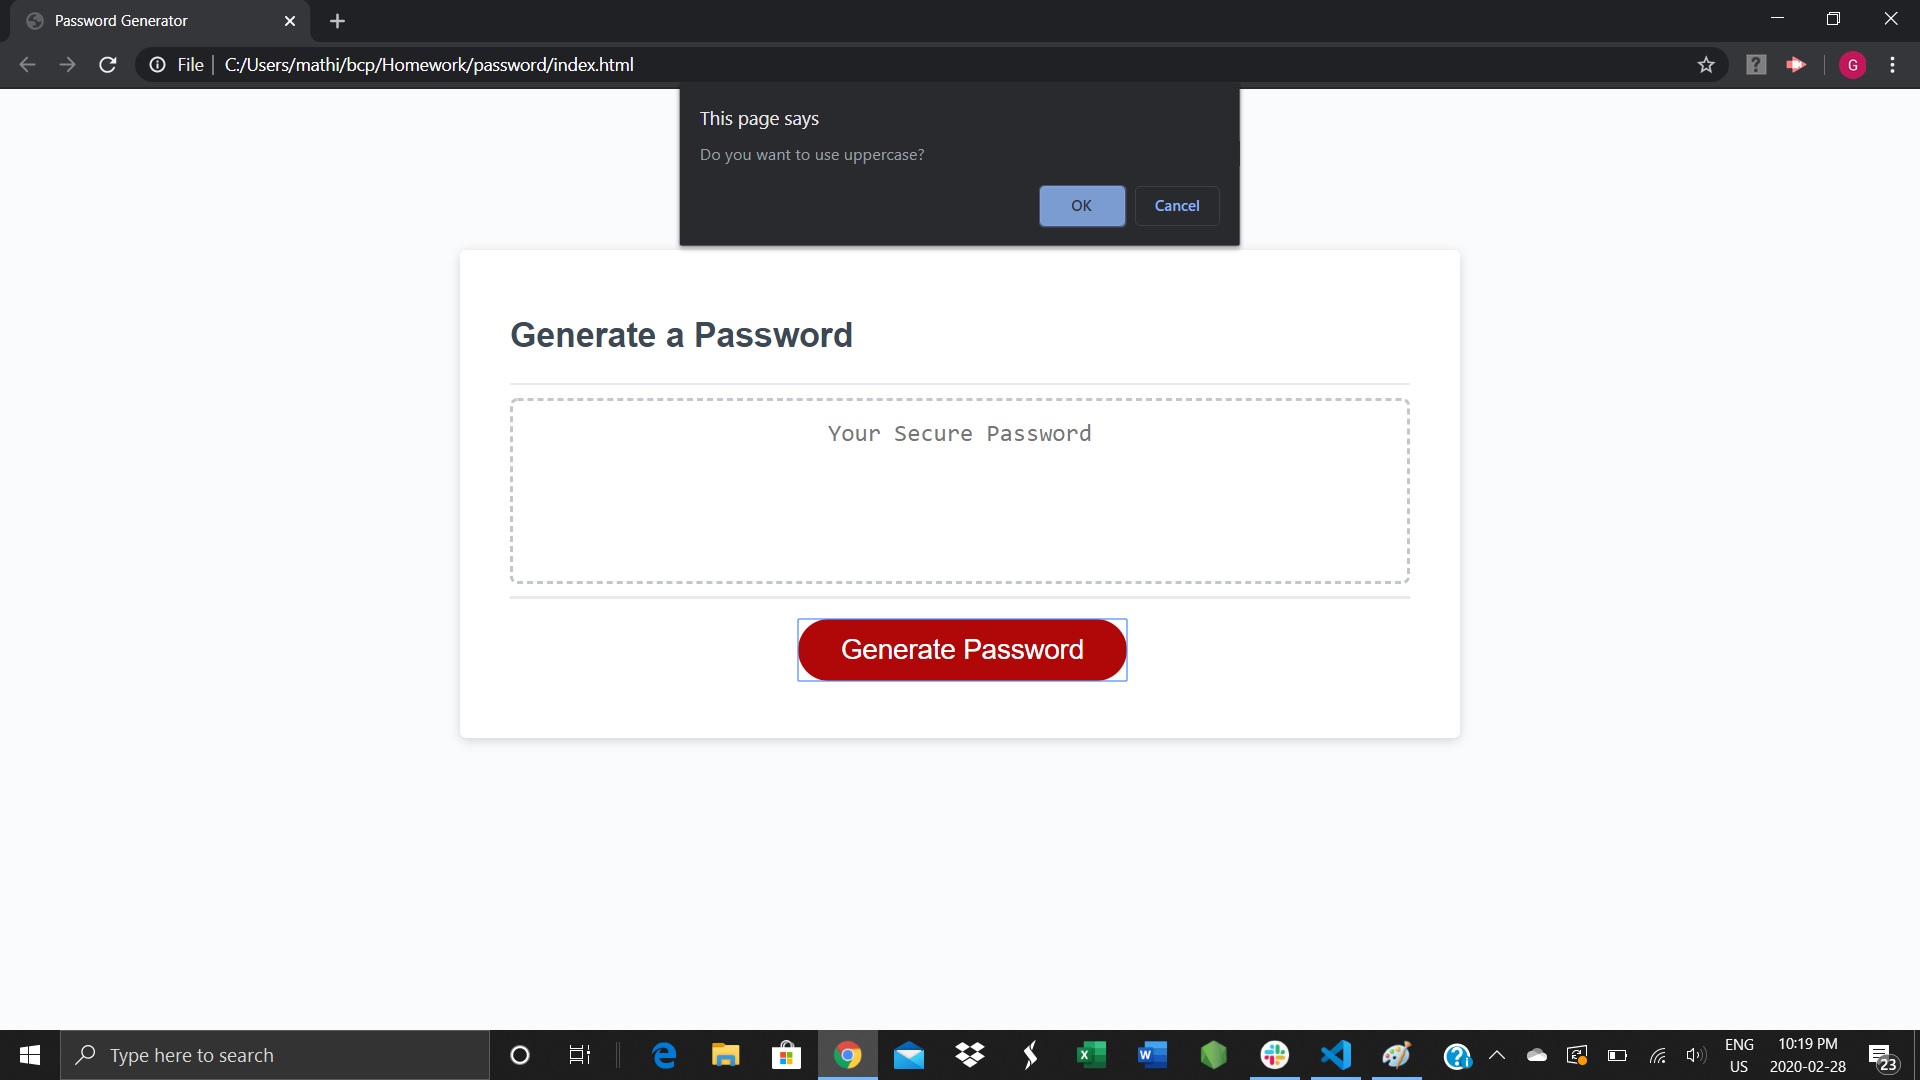 Password Generator
File C:/Users/mathi/bcp/Homework/password/index.html
G
This page says
Do you want to use uppercase?
OK Cancel
Generate a Password
Your Secure Password
Generate Password
Type here to search
ENG
US
10:19 PM
2020-02-28
23